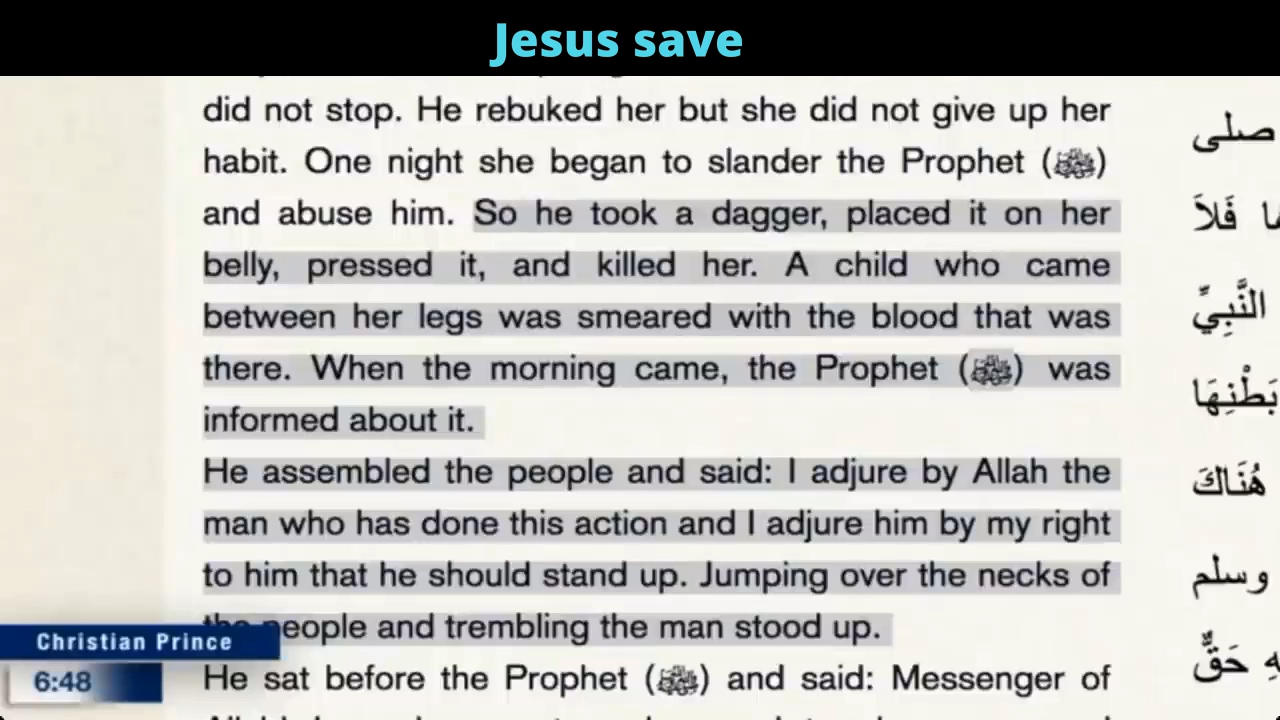 Jesus save
did not stop. He rebuked her but she did not give up her
habit. One night she began to slander the Prophet (ﷺ)
and abuse him. So he took a dagger, placed it on her
belly, pressed it, and killed her. A child who came
between her legs was smeared with the blood that was
there. When the morning came, the Prophet (ﷺ) was
informed about it.
He assembled the people and said: I adjure by Allah the
man who has done this action and I adjure him by my right
to him that he should stand up. Jumping over the necks of
the people and trembling the man stood up.
He sat before the Prophet (ﷺ) and said: Messenger of
صلى
فَلاَ
النَّبِيِّ
بَطْنِهَا
هُنَاكَ
وسلم
حَقٌّ
Christian Prince
6:48